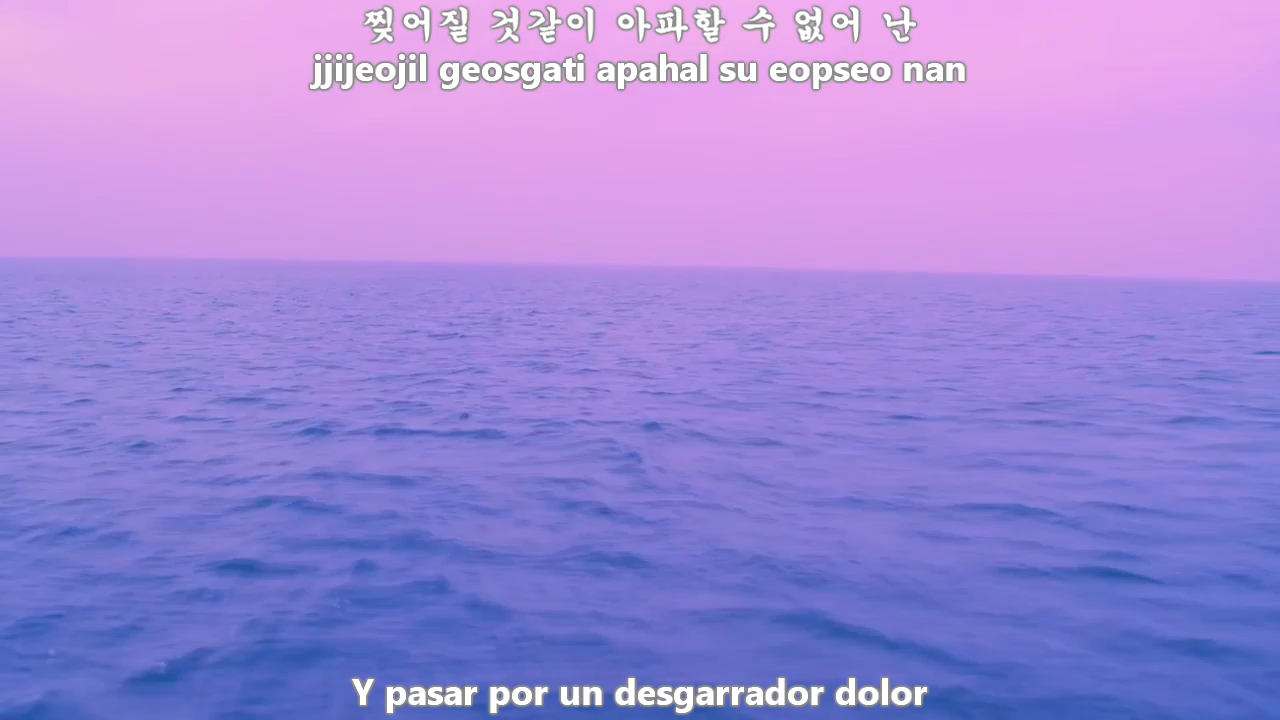 찢어질 것같이 아파할 수 없어 난
jjijeojil geosgati apahal su eopseo nan
Y pasar por un desgarrador dolor